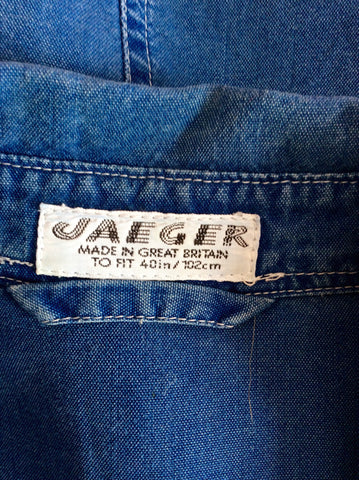 JAEGER
MADE IN GREAT BRITAIN
TO FIT 40in/102cm